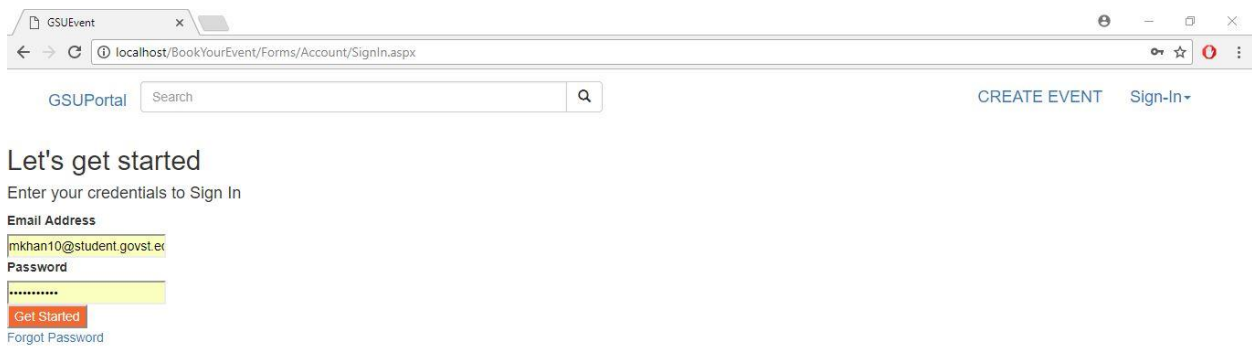 GSUEvent
localhost/BookYourEvent/Forms/Account/SignIn.aspx
GSUPortal Search CREATE EVENT Sign-In
Let's get started
Enter your credentials to Sign In
Email Address
mkhan10@student.govst.ec
Password
Get Started
Forgot Password